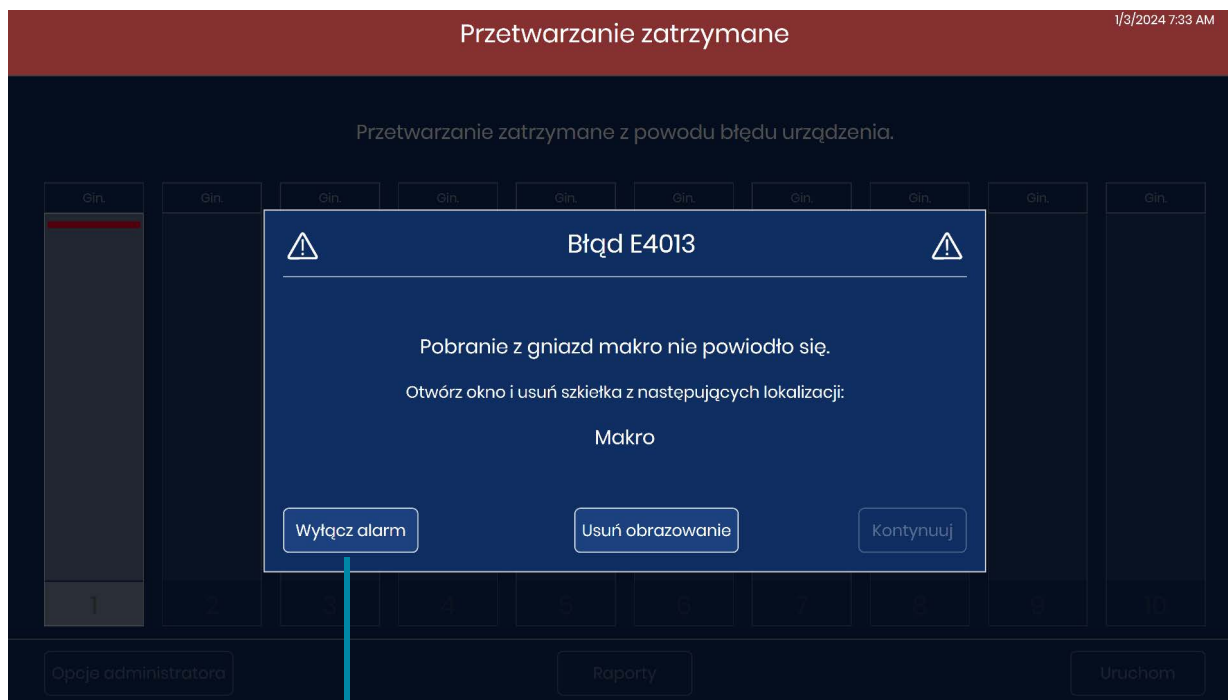 Przetwarzanie zatrzymane
1/3/2024 7:33 AM
Przetwarzanie zatrzymane z powodu błędu urządzenia.
Gin. Gin. Gin. Gin. Gin. Gin. Gin. Gin. Gin. Gin.
Błąd E4013
Pobranie z gniazd makro nie powiodło się.
Otwórz okno i usuń szkiełka z następujących lokalizacji:
Makro
Wyłącz alarm Usuń obrazowanie Kontynuuj
1 2 3 4 5 6 7 8 9 10
Opcje administratora Raporty Uruchom